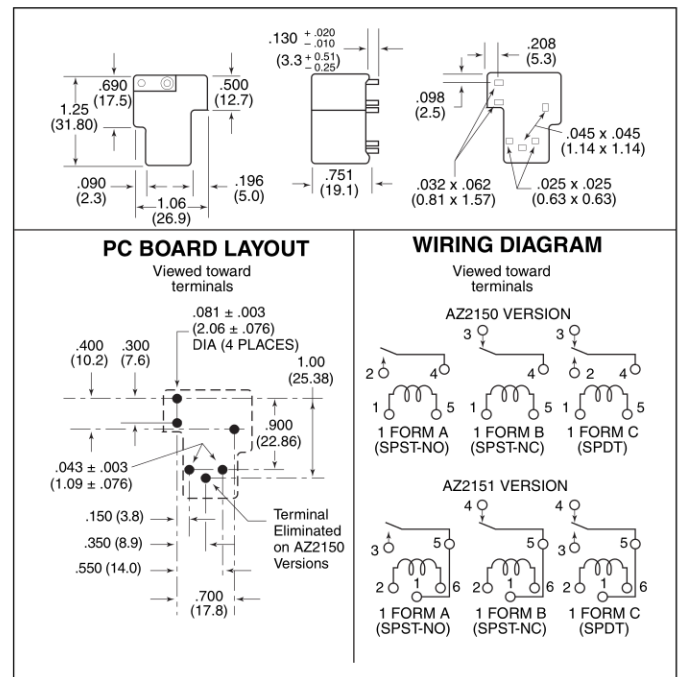 .690
(17.5)
1.25
(31.80)
.500
(12.7)
.090
(2.3)
1.06
(26.9)
.196
(5.0)
.130 + .020
- .010
(3.3 + 0.51
- 0.25)
.751
(19.1)
.208
(5.3)
.098
(2.5)
.045 x .045
(1.14 x 1.14)
.032 x .062
(0.81 x 1.57)
.025 x .025
(0.63 x 0.63)
PC BOARD LAYOUT
Viewed toward
terminals
.081 ± .003
(2.06 ± .076)
DIA (4 PLACES)
.400
(10.2)
.300
(7.6)
1.00
(25.38)
.900
(22.86)
.043 ± .003
(1.09 ± .076)
.150 (3.8)
.350 (8.9)
.550 (14.0)
.700
(17.8)
Terminal
Eliminated
on AZ2150
Versions
WIRING DIAGRAM
Viewed toward
terminals
AZ2150 VERSION
3 3
2 4 4 2 4
1 5 1 5 1 5
1 FORM A
(SPST-NO)
1 FORM B
(SPST-NC)
1 FORM C
(SPDT)
AZ2151 VERSION
4 4
3 5 5 3 5
2 1 6 2 1 6 2 1 6
1 FORM A
(SPST-NO)
1 FORM B
(SPST-NC)
1 FORM C
(SPDT)